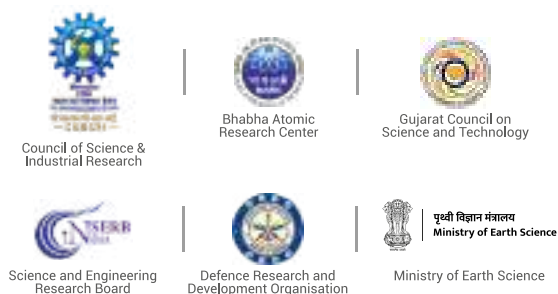 Council of Science &
Industrial Research
Bhabha Atomic
Research Center
Gujarat Council on
Science and Technology
SERB
Science and Engineering
Research Board
Defence Research and
Development Organisation
पृथ्वी विज्ञान मंत्रालय
Ministry of Earth Science
Ministry of Earth Science